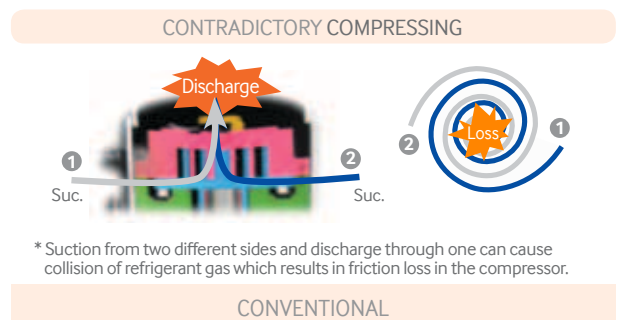 CONTRADICTORY COMPRESSING
Discharge
1
2
Suc.
Suc.
Loss
2
1
* Suction from two different sides and discharge through one can cause
collision of refrigerant gas which results in friction loss in the compressor.
CONVENTIONAL